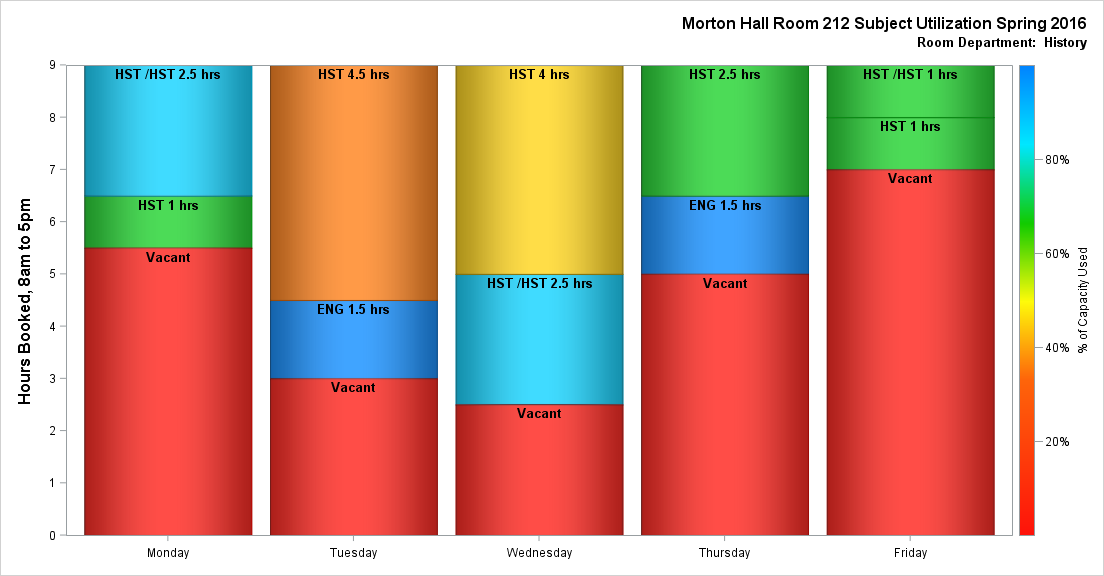 Morton Hall Room 212 Subject Utilization Spring 2016
Room Department: History
Hours Booked, 8am to 5pm
9
8
7
6
5
4
3
2
1
0
HST /HST 2.5 hrs
HST 1 hrs
Vacant
HST 4.5 hrs
ENG 1.5 hrs
Vacant
HST 4 hrs
HST /HST 2.5 hrs
Vacant
HST 2.5 hrs
ENG 1.5 hrs
Vacant
HST /HST 1 hrs
HST 1 hrs
Vacant
Monday
Tuesday
Wednesday
Thursday
Friday
80%
60%
40%
20%
% of Capacity Used